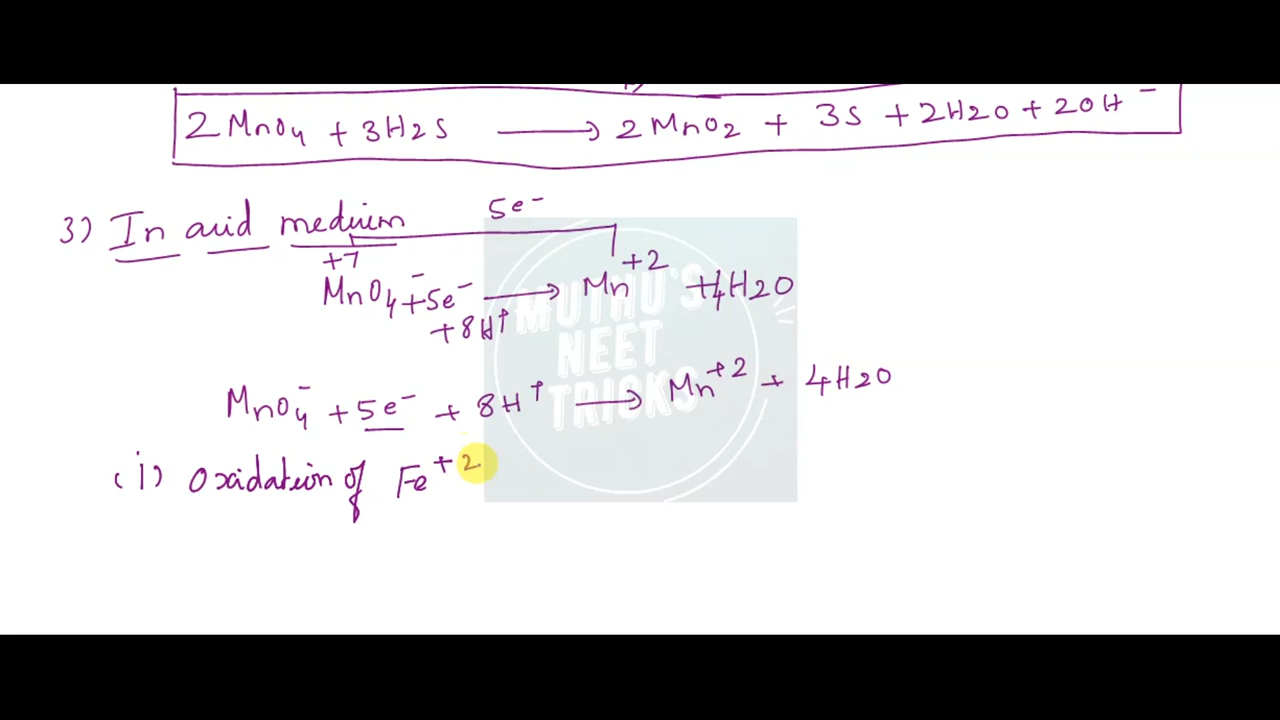 2MnO4 + 3H2S ⟶ 2MnO2 + 3S + 2H2O + 2OH⁻
3) In acid medium 5e⁻
+7 +2
MnO4⁻ + 5e⁻ ⟶ Mn + 4H2O
+ 8H⁺
MnO4⁻ + 5e⁻ + 8H⁺ ⟶ Mn⁺² + 4H2O
(i) Oxidation of Fe⁺²
MUTHU'S
NEET
TRICKS